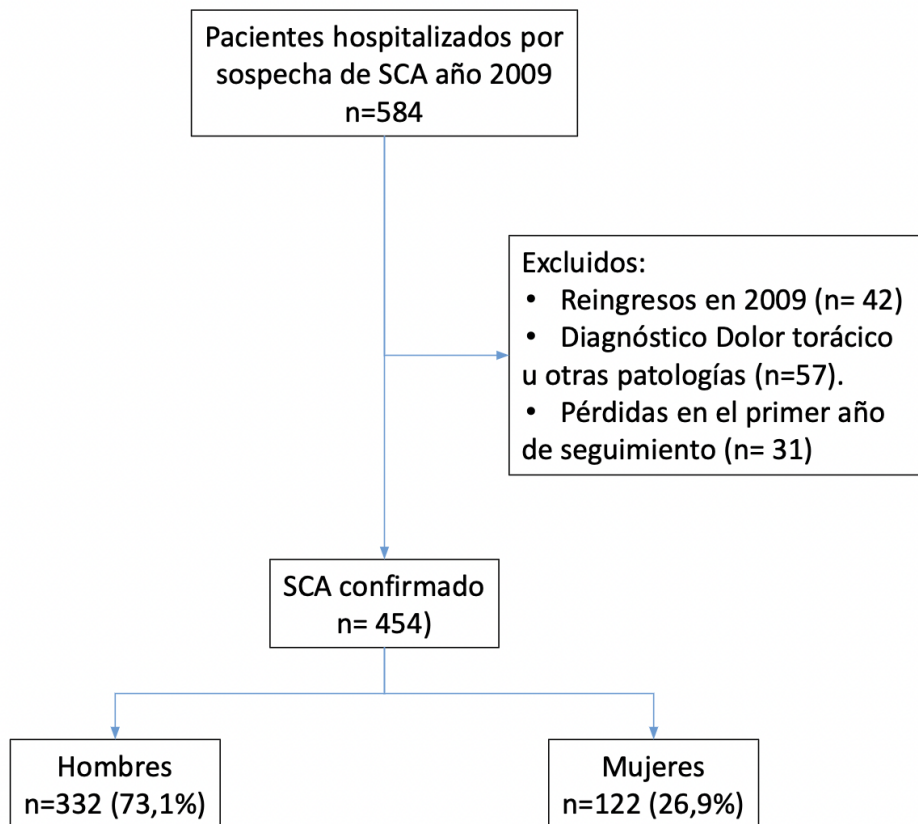 Pacientes hospitalizados por
sospecha de SCA año 2009
n=584
Excluidos:
• Reingresos en 2009 (n= 42)
• Diagnóstico Dolor torácico
u otras patologías (n=57).
• Pérdidas en el primer año
de seguimiento (n= 31)
SCA confirmado
n= 454)
Hombres
n=332 (73,1%)
Mujeres
n=122 (26,9%)